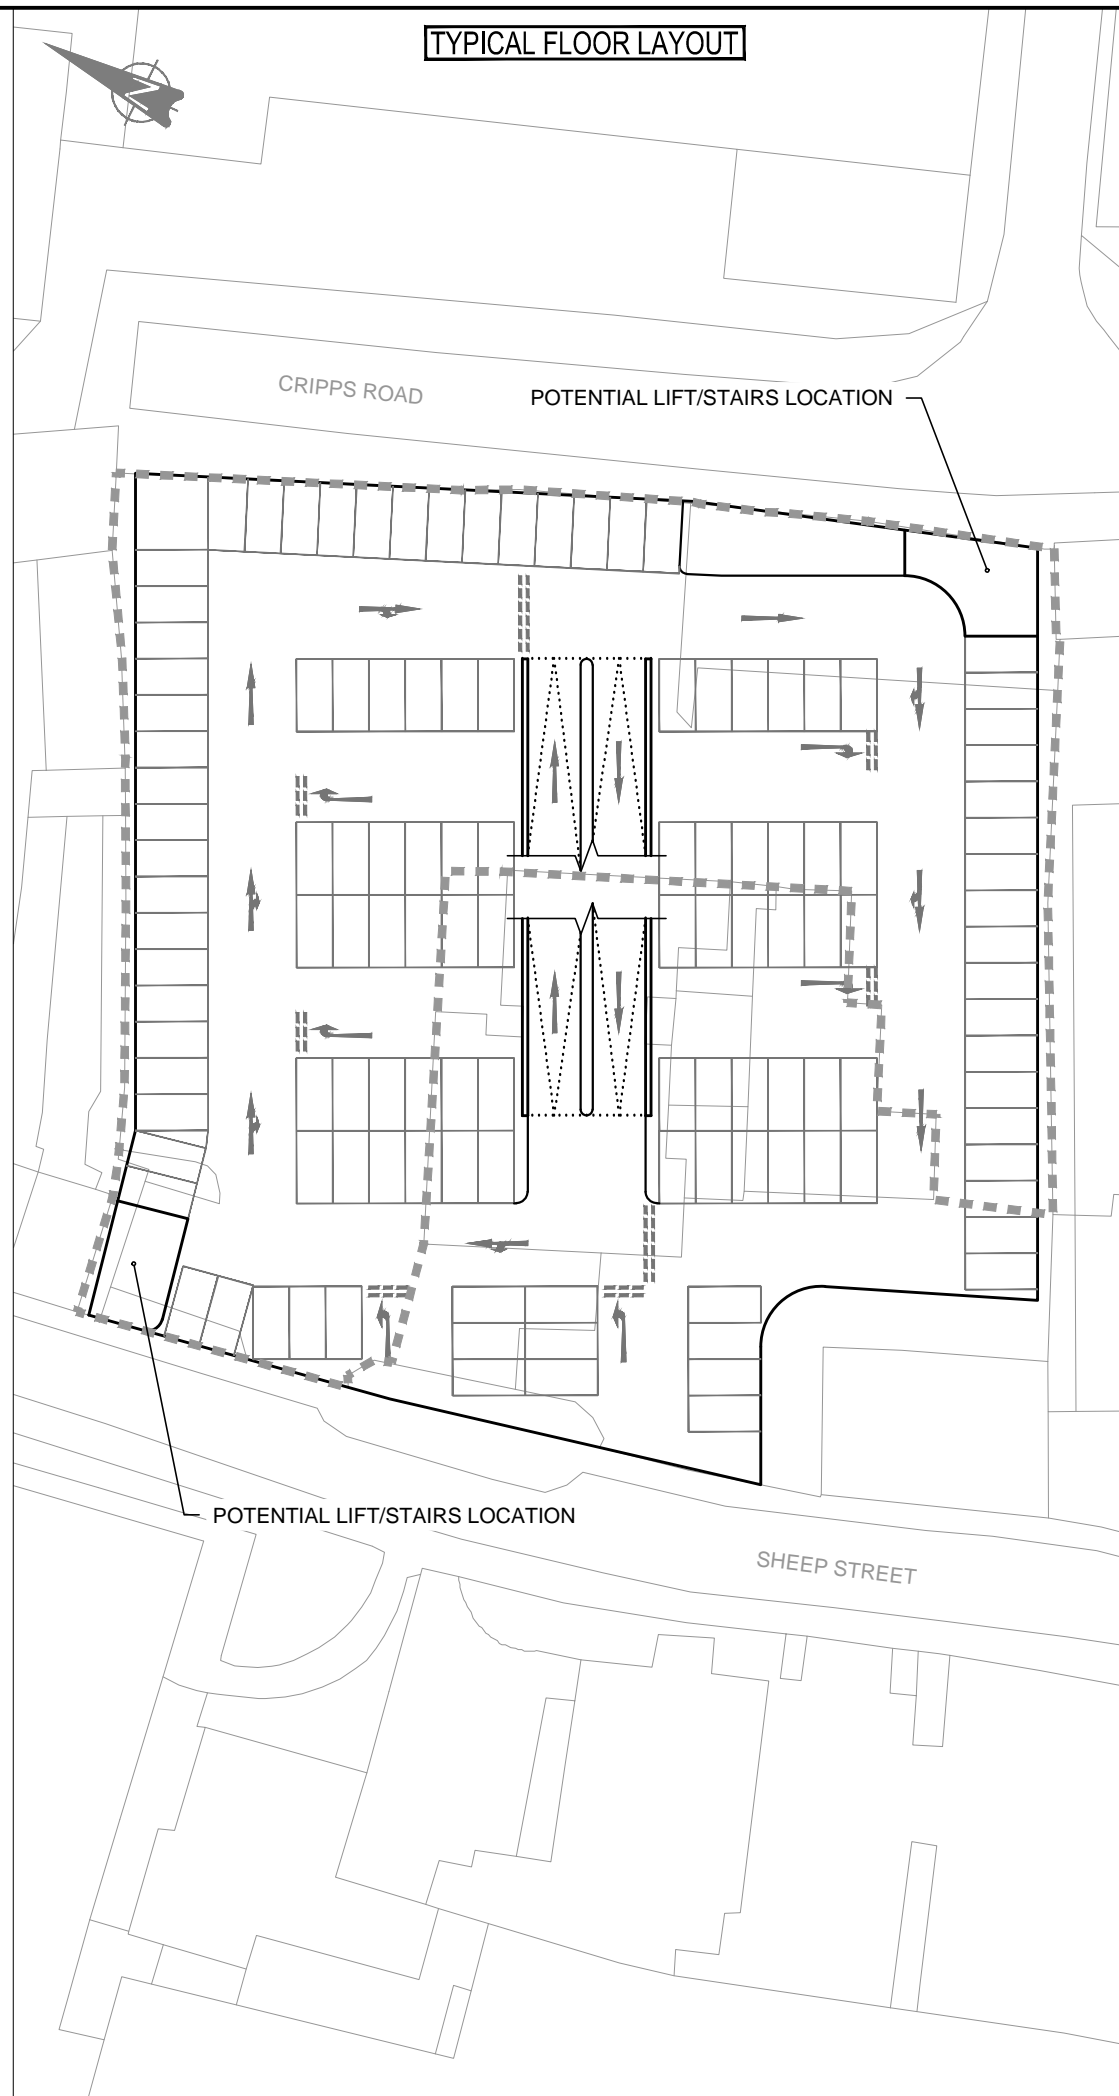 TYPICAL FLOOR LAYOUT
CRIPPS ROAD
POTENTIAL LIFT/STAIRS LOCATION
POTENTIAL LIFT/STAIRS LOCATION
SHEEP STREET